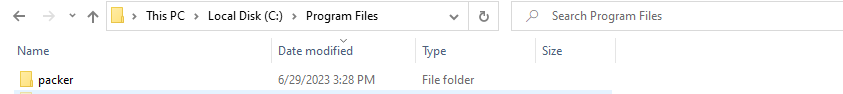 This PC > Local Disk (C:) > Program Files
Search Program Files
Name Date modified Type Size
packer 6/29/2023 3:28 PM File folder